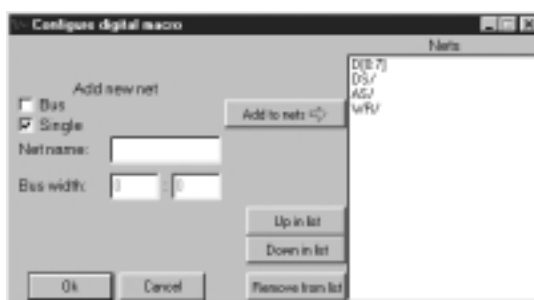 Configure digital macro
Nets
D[0:7]
DS/
AS/
WR/
Add new net
Bus
Single
Add to nets
Net name:
Bus width: 0 : 0
Up in list
Down in list
Ok Cancel Remove from list